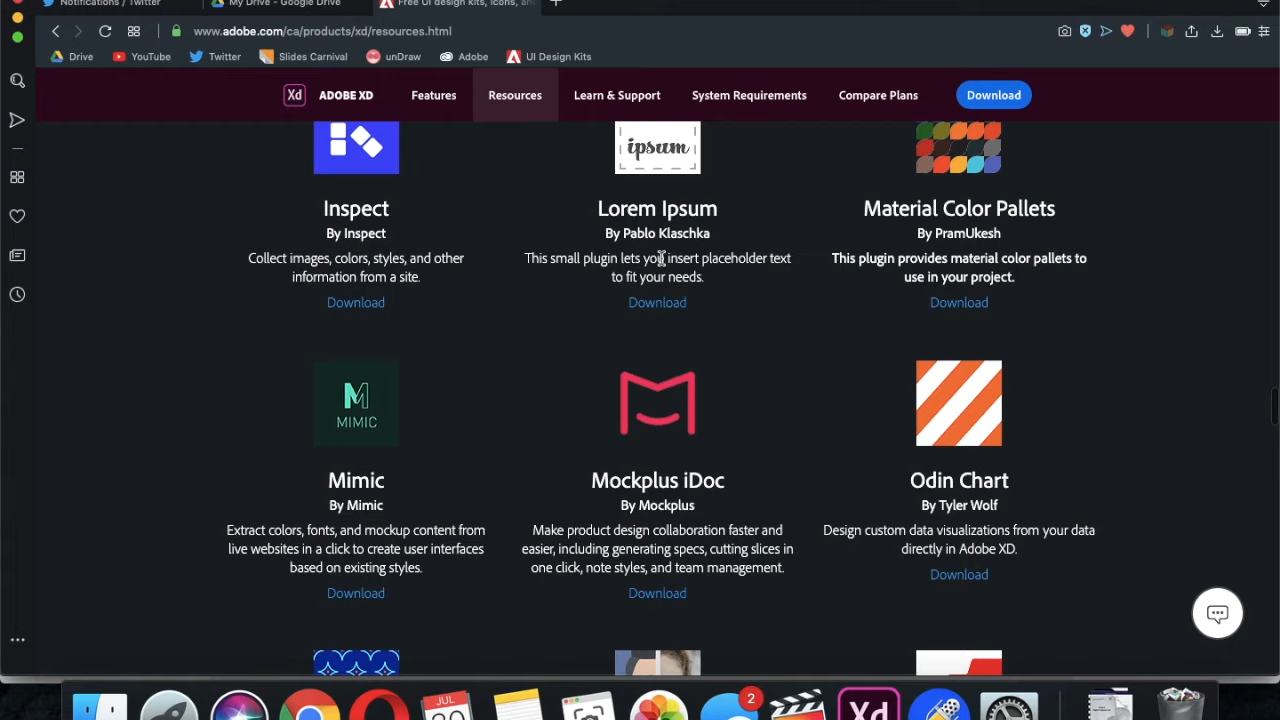 Notifications / Twitter
My Drive - Google Drive
Free UI design kits, icons, and
www.adobe.com/ca/products/xd/resources.html
Drive
YouTube
Twitter
Slides Carnival
unDraw
Adobe
UI Design Kits
Xd
ADOBE XD
Features
Resources
Learn & Support
System Requirements
Compare Plans
Download
ipsum
Inspect
By Inspect
Collect images, colors, styles, and other
information from a site.
Download
Lorem Ipsum
By Pablo Klaschka
This small plugin lets you insert placeholder text
to fit your needs.
Download
Material Color Pallets
By PramUkesh
This plugin provides material color pallets to
use in your project.
Download
M
MIMIC
Mimic
By Mimic
Extract colors, fonts, and mockup content from
live websites in a click to create user interfaces
based on existing styles.
Download
Mockplus iDoc
By Mockplus
Make product design collaboration faster and
easier, including generating specs, cutting slices in
one click, note styles, and team management.
Download
Odin Chart
By Tyler Wolf
Design custom data visualizations from your data
directly in Adobe XD.
Download
JUL
2
Xd